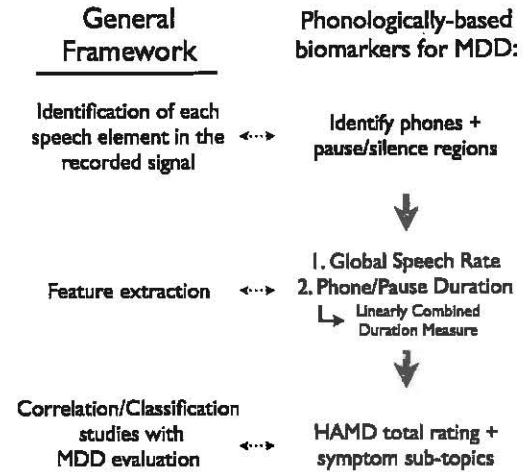 General
Framework
Phonologically-based
biomarkers for MDD:
Identification of each
speech element in the
recorded signal
Identify phones +
pause/silence regions
Feature extraction
1. Global Speech Rate
2. Phone/Pause Duration
Linearly Combined
Duration Measure
Correlation/Classification
studies with
MDD evaluation
HAMD total rating +
symptom sub-topics